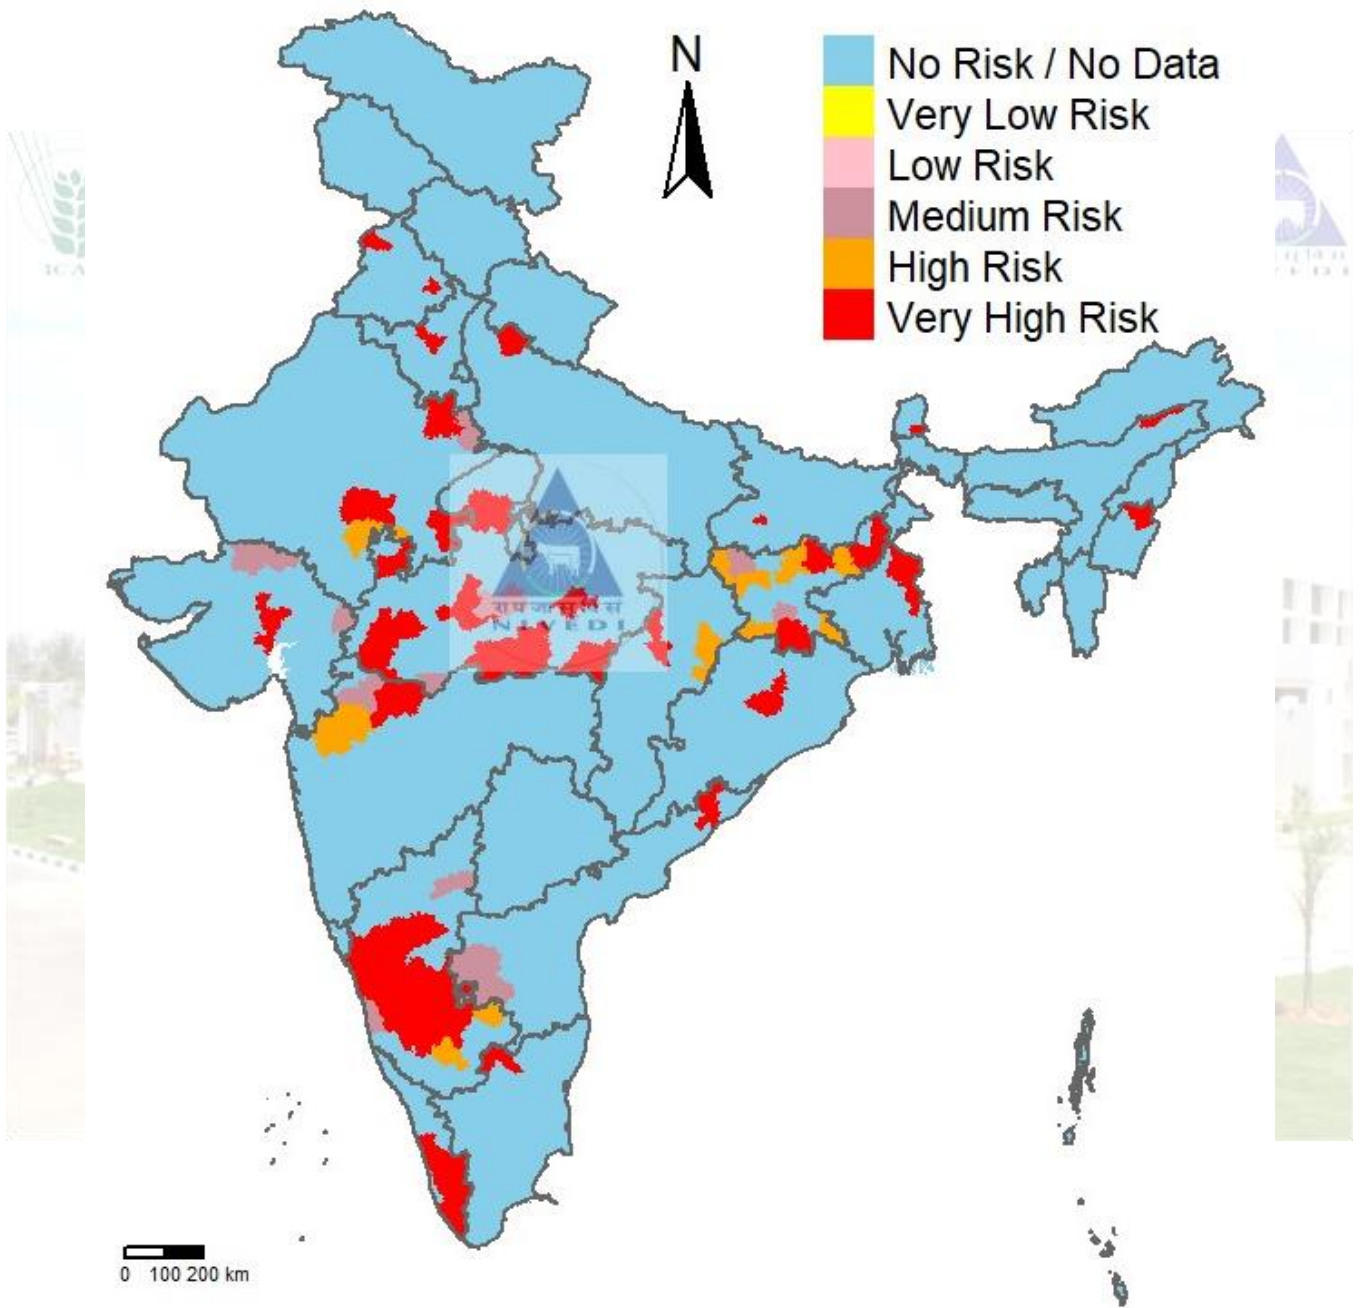 N
No Risk / No Data
Very Low Risk
Low Risk
Medium Risk
High Risk
Very High Risk
NIVEDI
0 100 200 km